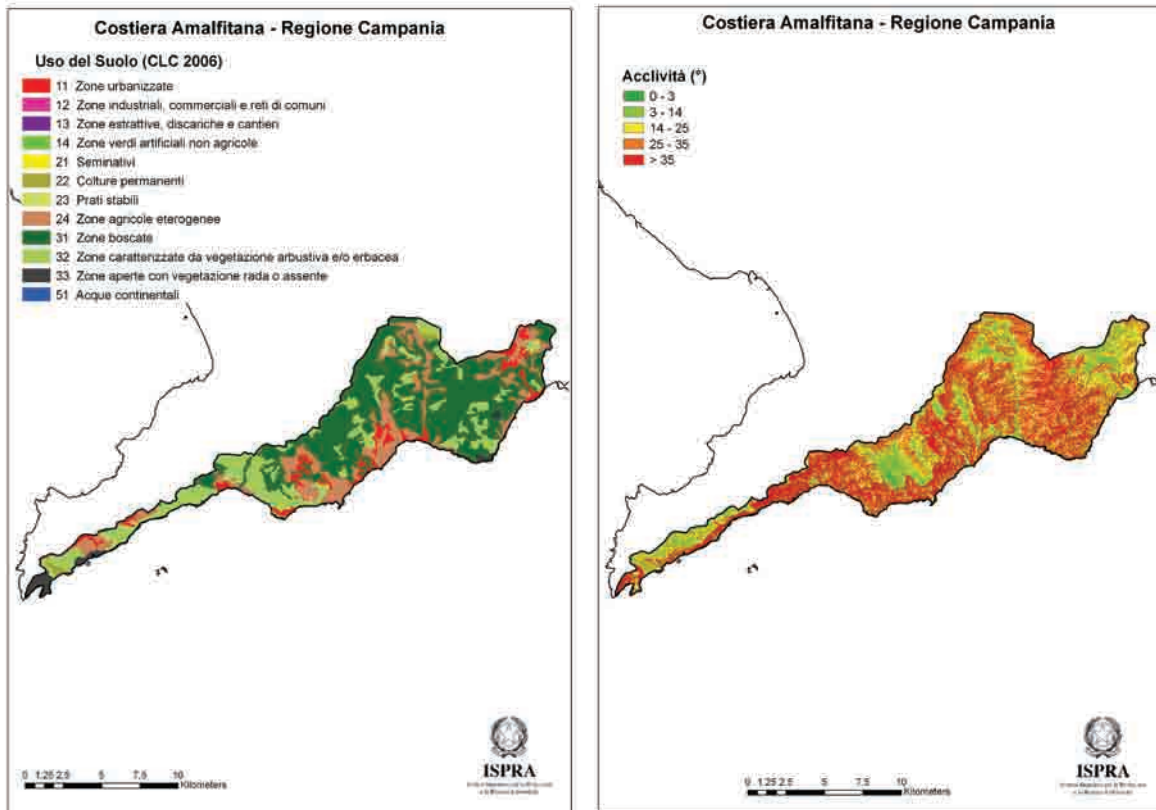 Costiera Amalfitana - Regione Campania
Uso del Suolo (CLC 2006)
11 Zone urbanizzate
12 Zone industriali, commerciali e reti di comuni
13 Zone estrattive, discariche e cantieri
14 Zone verdi artificiali non agricole
21 Seminativi
22 Colture permanenti
23 Prati stabili
24 Zone agricole eterogenee
31 Zone boscate
32 Zone caratterizzate da vegetazione arbustiva e/o erbacea
33 Zone aperte con vegetazione rada o assente
51 Acque continentali
0 1.25 2.5 5 7.5 10
Kilometers
ISPRA
Costiera Amalfitana - Regione Campania
Acclività (°)
0 - 3
3 - 14
14 - 25
25 - 35
> 35
0 1.25 2.5 5 7.5 10
Kilometers
ISPRA